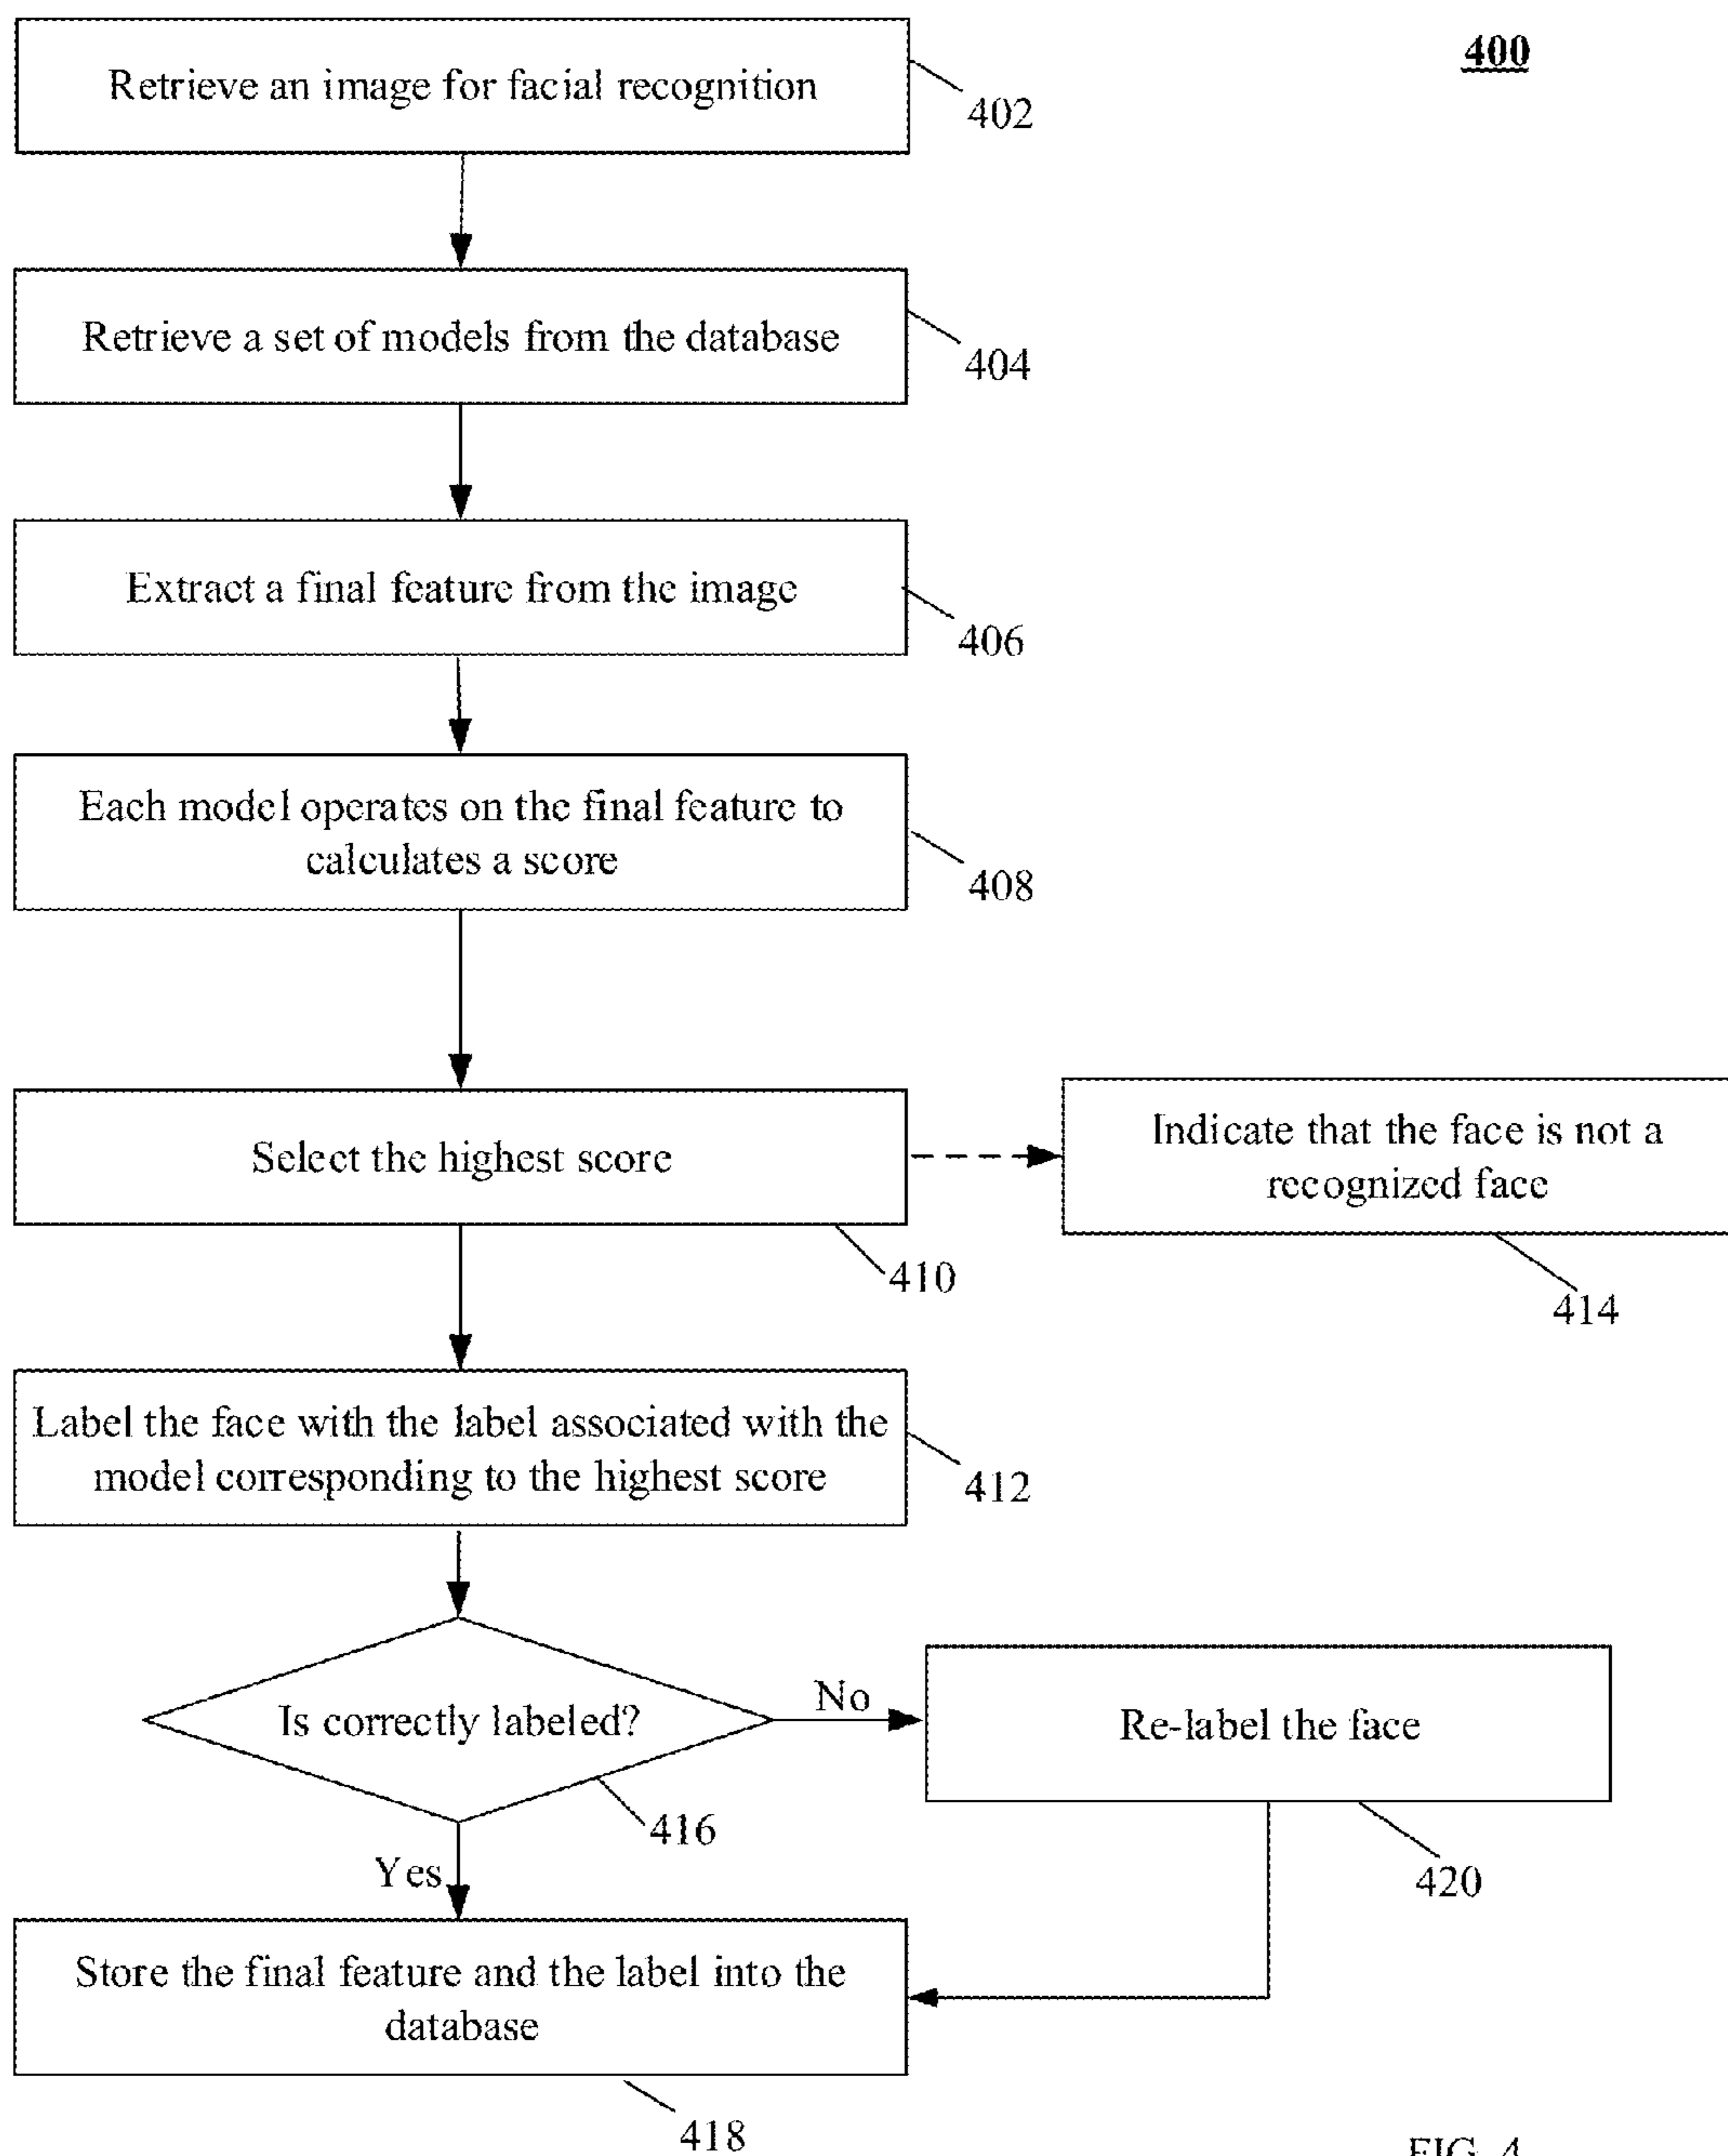 400
Retrieve an image for facial recognition
402
Retrieve a set of models from the database
404
Extract a final feature from the image
406
Each model operates on the final feature to
calculates a score
408
Select the highest score
410
Indicate that the face is not a
recognized face
414
Label the face with the label associated with the
model corresponding to the highest score
412
Is correctly labeled?
416
No
Re-label the face
420
Yes
Store the final feature and the label into the
database
418
FIG. 4